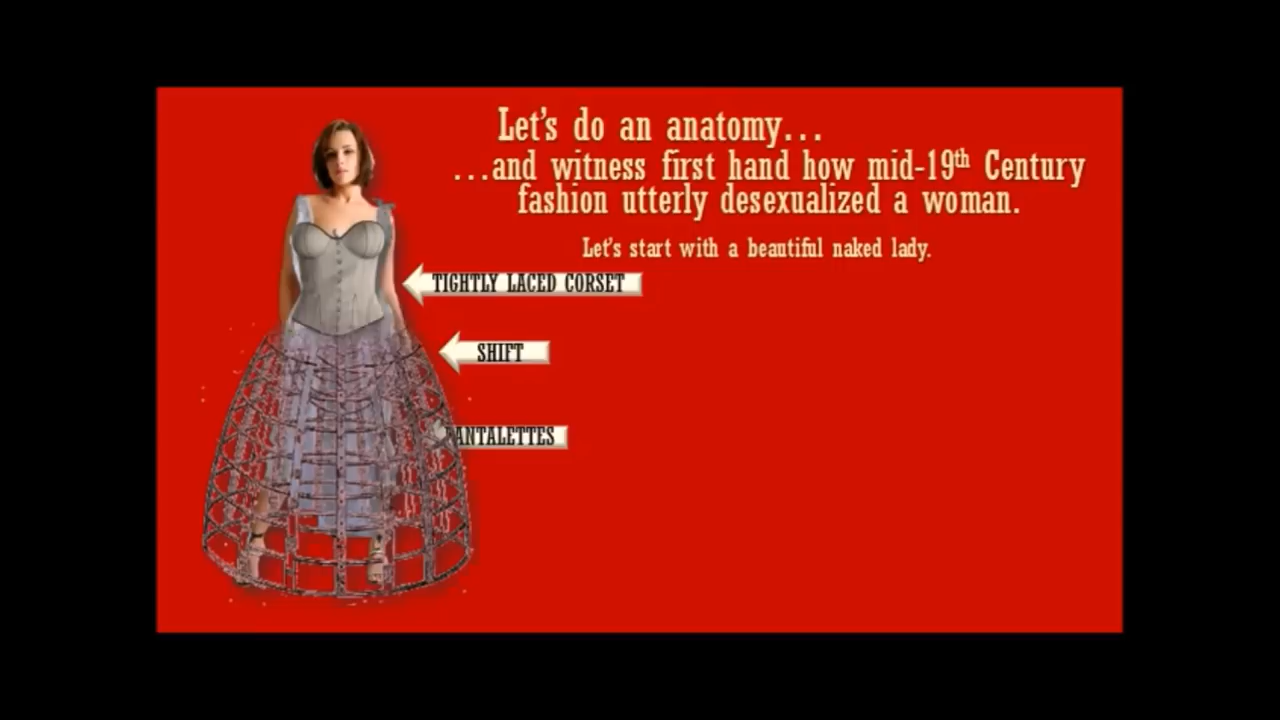 Let's do an anatomy...
...and witness first hand how mid-19th Century
fashion utterly desexualized a woman.
Let's start with a beautiful naked lady.
TIGHTLY LACED CORSET
SHIFT
ANTALETTES